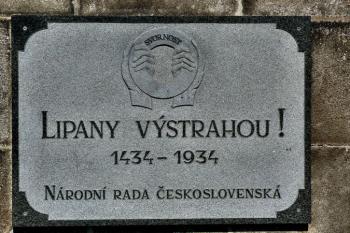 SVORNOST
LIPANY VÝSTRAHOU!
1434-1934
NÁRODNÍ RADA ČESKOSLOVENSKÁ